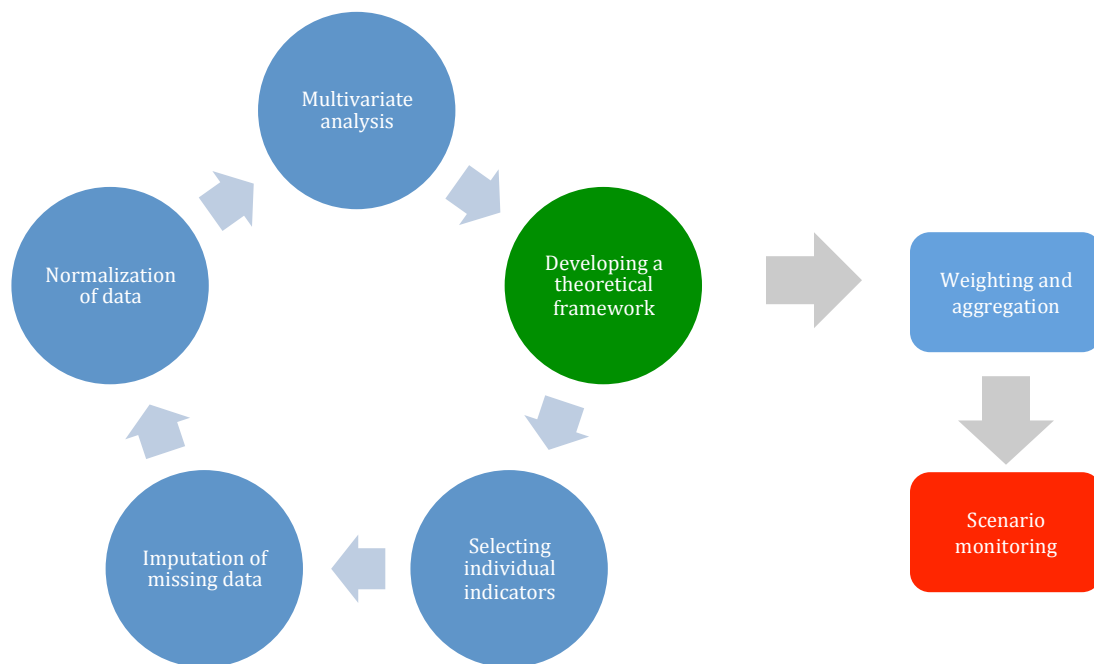 Multivariate
analysis
Developing a
theoretical
framework
Selecting
individual
indicators
Imputation of
missing data
Normalization
of data
Weighting and
aggregation
Scenario
monitoring